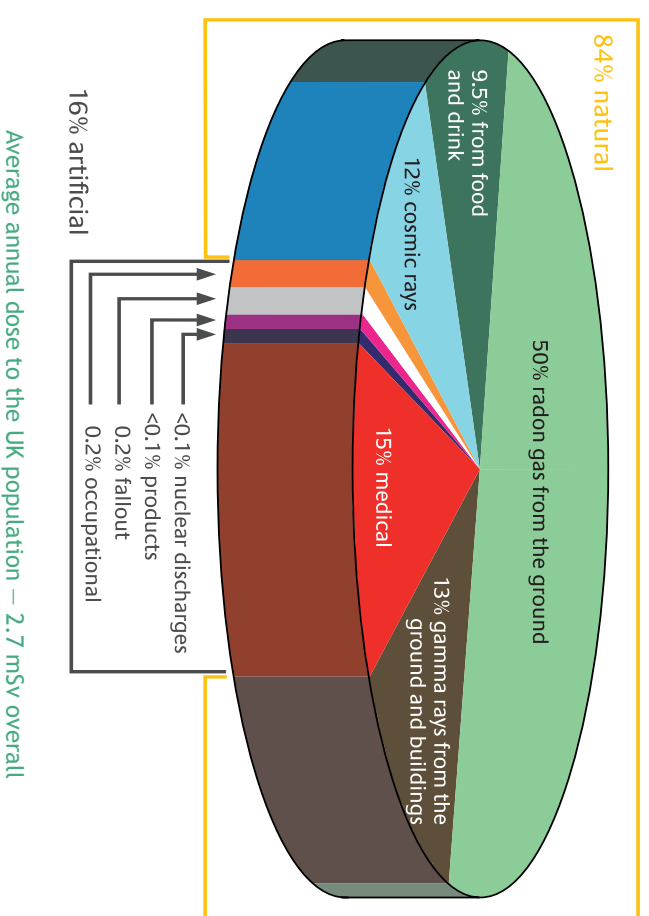 84% natural
50% radon gas from the ground
9.5% from food
and drink
12% cosmic rays
15% medical
13% gamma rays from the
ground and buildings
<0.1% nuclear discharges
<0.1% products
0.2% fallout
0.2% occupational
16% artificial
Average annual dose to the UK population – 2.7 mSv overall